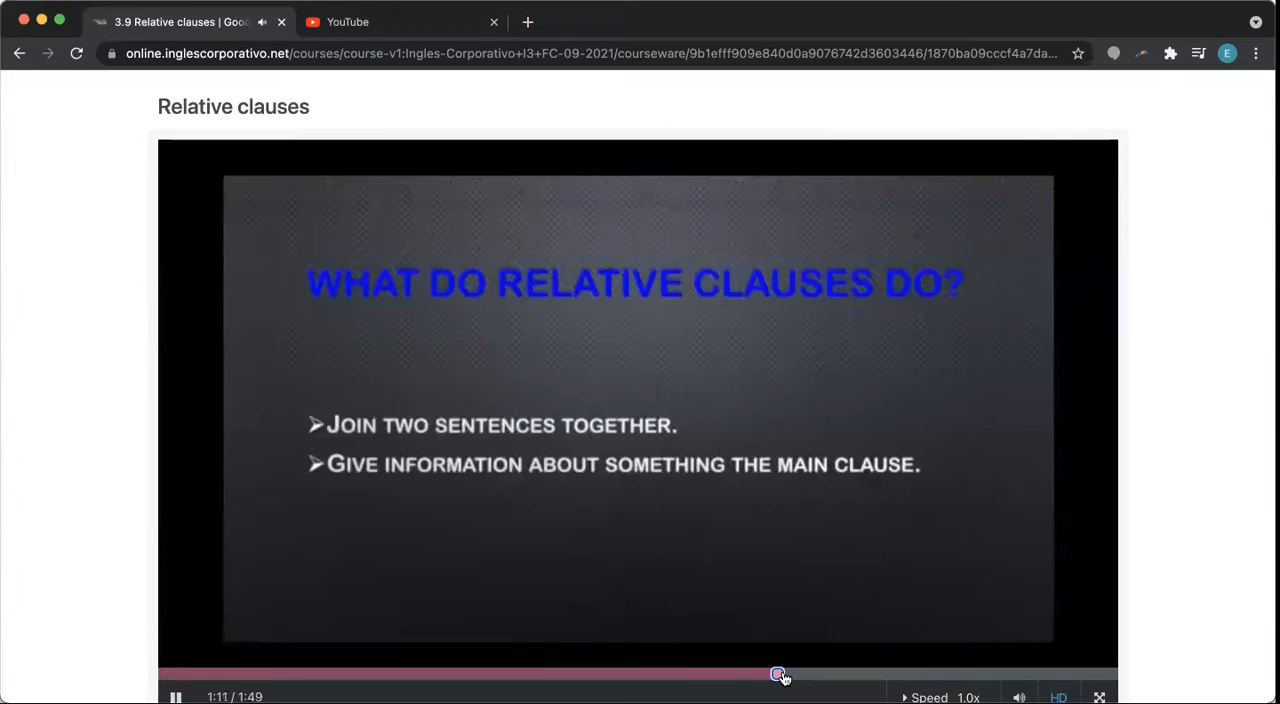 3.9 Relative clauses | Goo
YouTube
online.inglescorporativo.net/courses/course-v1:Ingles-Corporativo+I3+FC-09-2021/courseware/9b1efff909e840d0a9076742d3603446/1870ba09cccf4a7da...
E
Relative clauses
WHAT DO RELATIVE CLAUSES DO?
➢JOIN TWO SENTENCES TOGETHER.
➢GIVE INFORMATION ABOUT SOMETHING THE MAIN CLAUSE.
1:11 / 1:49
Speed 1.0x
HD